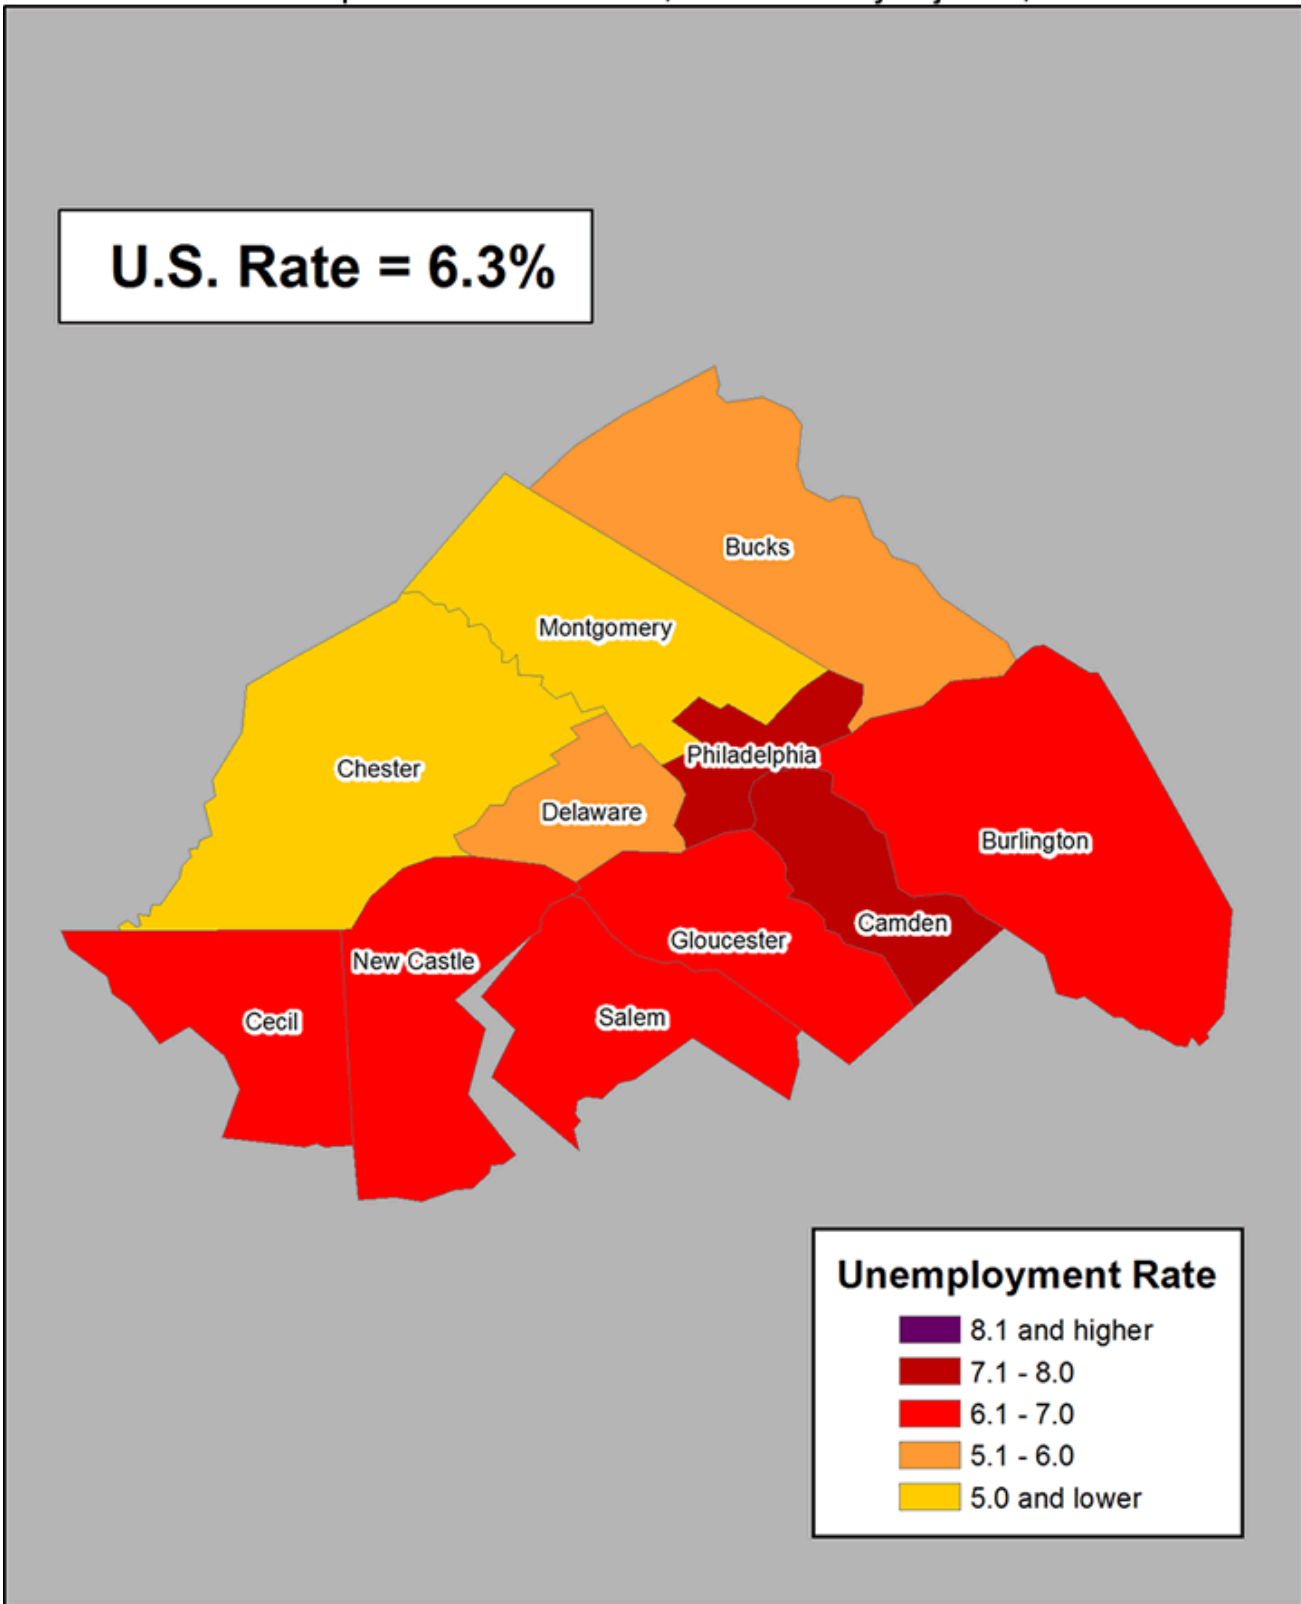 U.S. Rate = 6.3%
Bucks
Montgomery
Philadelphia
Chester
Delaware
Burlington
Camden
Gloucester
New Castle
Salem
Cecil
Unemployment Rate
8.1 and higher
7.1 - 8.0
6.1 - 7.0
5.1 - 6.0
5.0 and lower